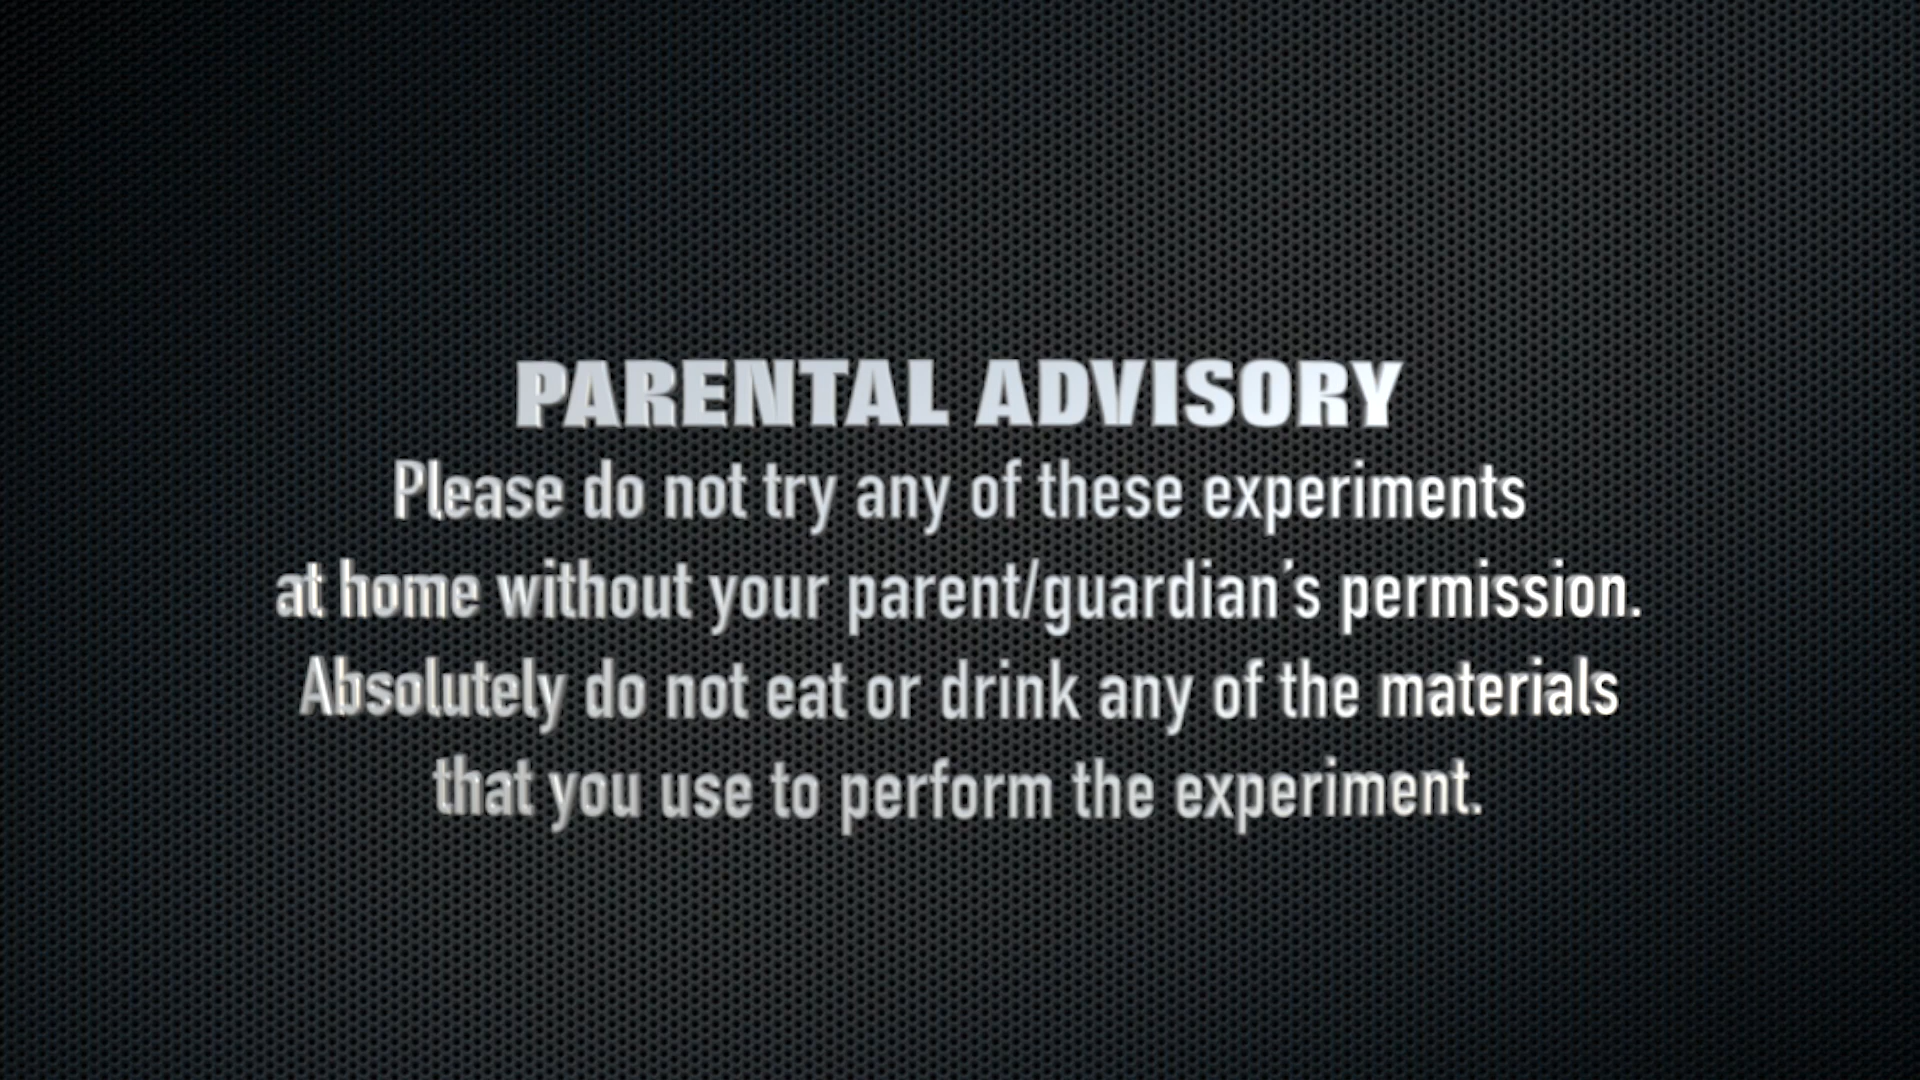 PARENTAL ADVISORY
Please do not try any of these experiments
at home without your parent/guardian's permission.
Absolutely do not eat or drink any of the materials
that you use to perform the experiment.